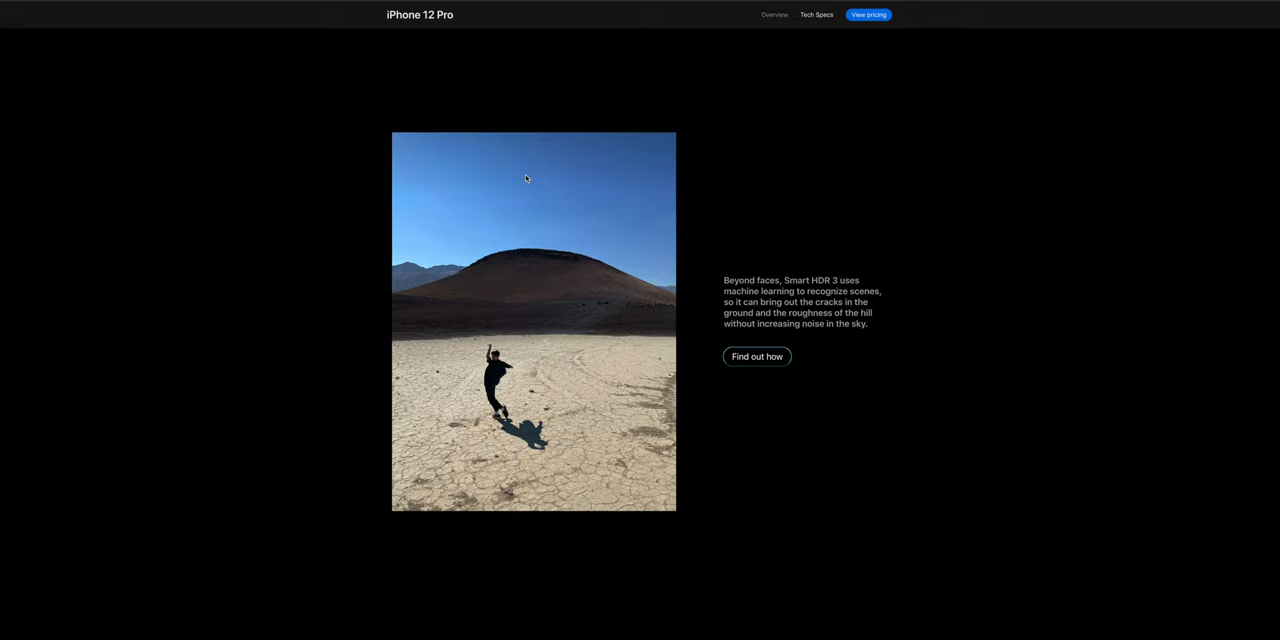 iPhone 12 Pro
Overview Tech Specs View pricing
Beyond faces, Smart HDR 3 uses
machine learning to recognize scenes,
so it can bring out the cracks in the
ground and the roughness of the hill
without increasing noise in the sky.
Find out how